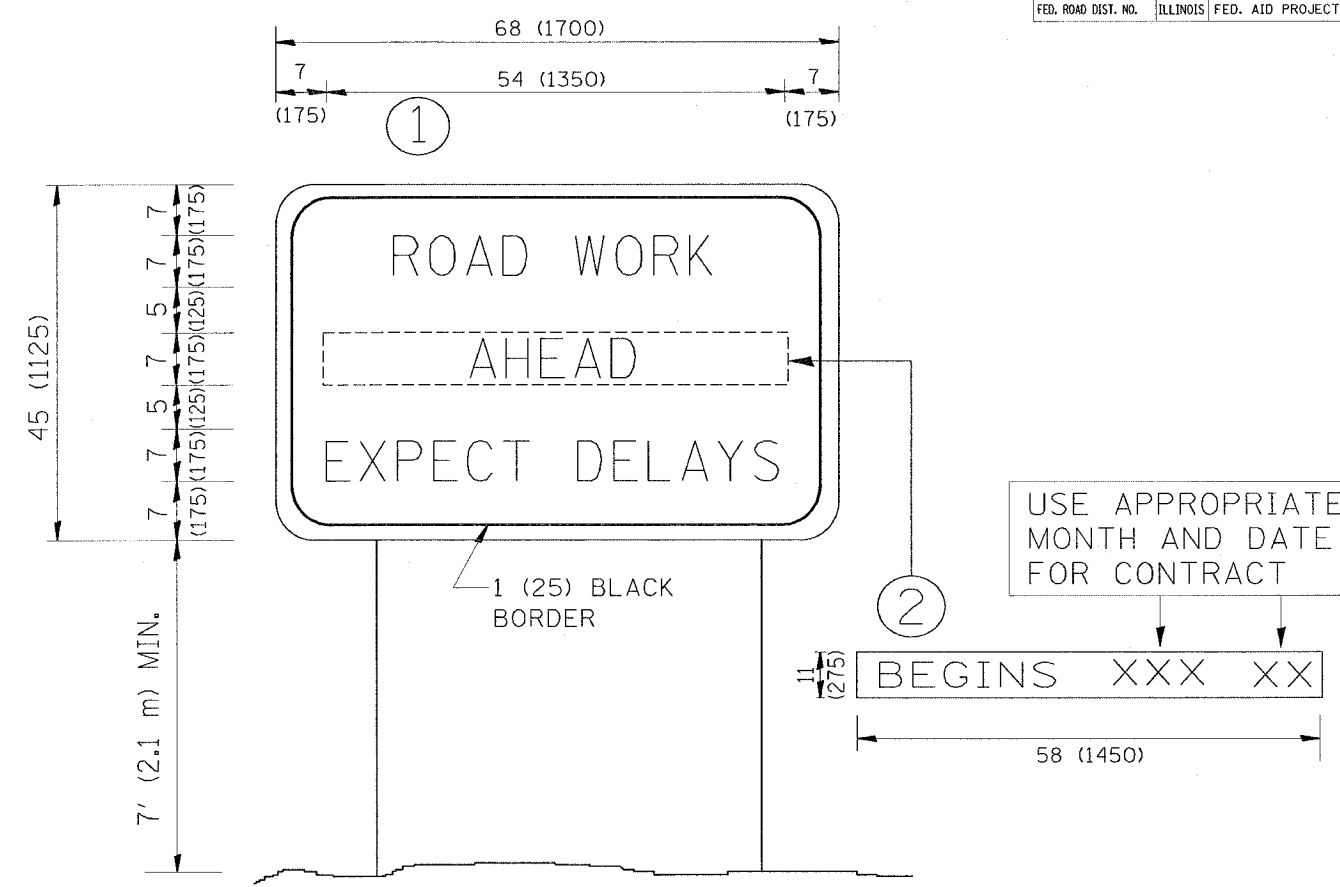 FED. ROAD DIST. NO. ILLINOIS FED. AID PROJECT
68 (1700)
7 54 (1350) 7
(175) (175)
1
45 (1125)
7 (175)
7 (175)
5 (125)
7 (175)
5 (125)
7 (175)
7 (175)
ROAD WORK
AHEAD
EXPECT DELAYS
1 (25) BLACK
BORDER
7' (2.1 m) MIN.
USE APPROPRIATE
MONTH AND DATE
FOR CONTRACT
2
11
(275)
BEGINS XXX XX
58 (1450)